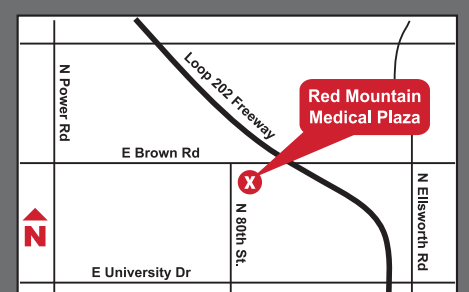 N Power Rd
Loop 202 Freeway
Red Mountain
Medical Plaza
E Brown Rd
X
N 80th St.
N Ellsworth Rd
N
E University Dr